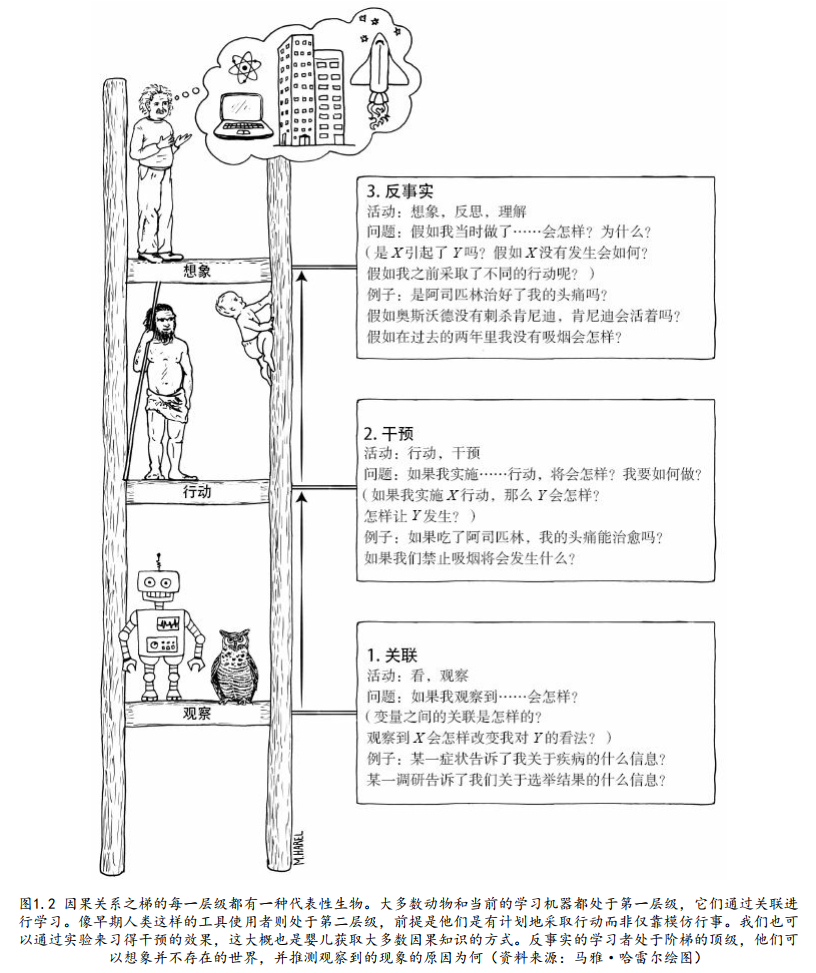 想象
行动
观察
M.HAREL
3. 反事实
活动：想象，反思，理解
问题：假如我当时做了……会怎样？为什么？
（是X引起了Y吗？假如X没有发生会如何？
假如我之前采取了不同的行动呢？）
例子：是阿司匹林治好了我的头痛吗？
假如奥斯沃德没有刺杀肯尼迪，肯尼迪会活着吗？
假如在过去的两年里我没有吸烟会怎样？
2. 干预
活动：行动，干预
问题：如果我实施……行动，将会怎样？我要如何做？
（如果我实施X行动，那么Y会怎样？
怎样让Y发生？）
例子：如果吃了阿司匹林，我的头痛能治愈吗？
如果我们禁止吸烟将会发生什么？
1. 关联
活动：看，观察
问题：如果我观察到……会怎样？
（变量之间的关联是怎样的？
观察到X会怎样改变我对Y的看法？）
例子：某一症状告诉了我关于疾病的什么信息？
某一调研告诉了我们关于选举结果的什么信息？
图1.2 因果关系之梯的每一层级都有一种代表性生物。大多数动物和当前的学习机器都处于第一层级，它们通过关联进
行学习。像早期人类这样的工具使用者则处于第二层级，前提是他们是有计划地采取行动而非仅靠模仿行事。我们也可
以通过实验来习得干预的效果，这大概也是婴儿获取大多数因果知识的方式。反事实的学习者处于阶梯的顶级，他们可
以想象并不存在的世界，并推测观察到的现象的原因为何（资料来源：马雅·哈雷尔绘图）